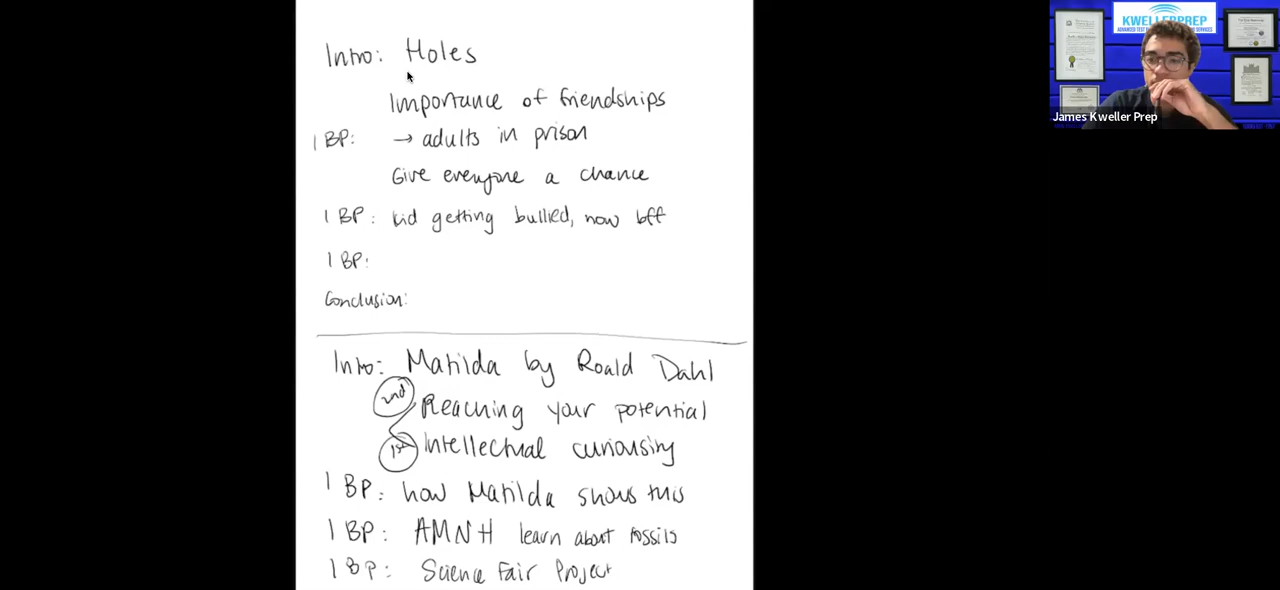 Intro: Holes
Importance of friendships
1 BP: → adults in prison
Give everyone a chance
1 BP: kid getting bullied, now bff
1 BP:
Conclusion:
Intro: Matilda by Roald Dahl
2nd Reaching your potential
1st Intellectual curiousity
1 BP: how Matilda shows this
1 BP: AMNH learn about fossils
1 BP: Science Fair Project
KWELLERPREP
James Kweller Prep